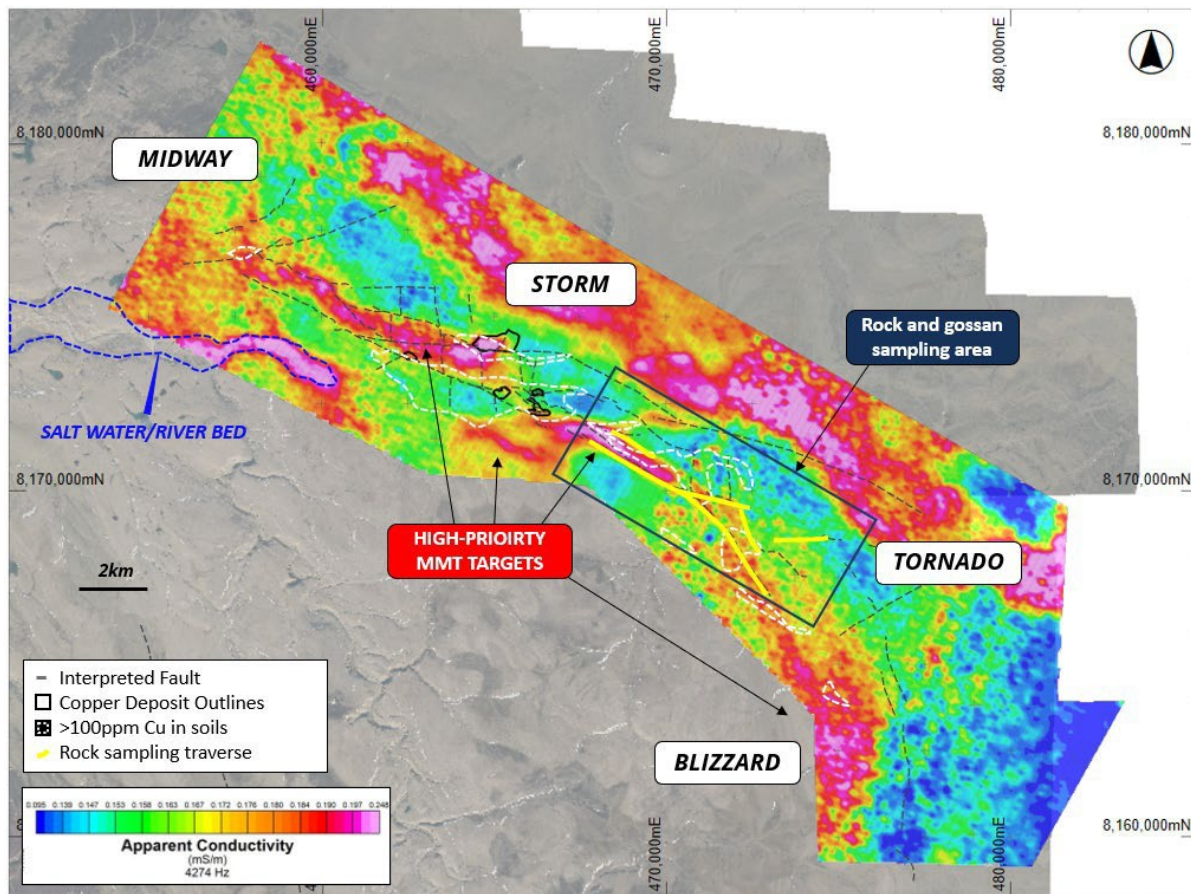 460,000mE
470,000mE
480,000mE
8,180,000mN
8,180,000mN
MIDWAY
STORM
Rock and gossan
sampling area
SALT WATER/RIVER BED
8,170,000mN
8,170,000mN
HIGH-PRIOIRTY
MMT TARGETS
TORNADO
2km
BLIZZARD
Interpreted Fault
Copper Deposit Outlines
>100ppm Cu in soils
Rock sampling traverse
0.095 0.139 0.147 0.153 0.158 0.163 0.167 0.172 0.176 0.180 0.184 0.190 0.197 0.248
Apparent Conductivity
(mS/m)
4274 Hz
470,000mE
480,000mE
8,160,000mN